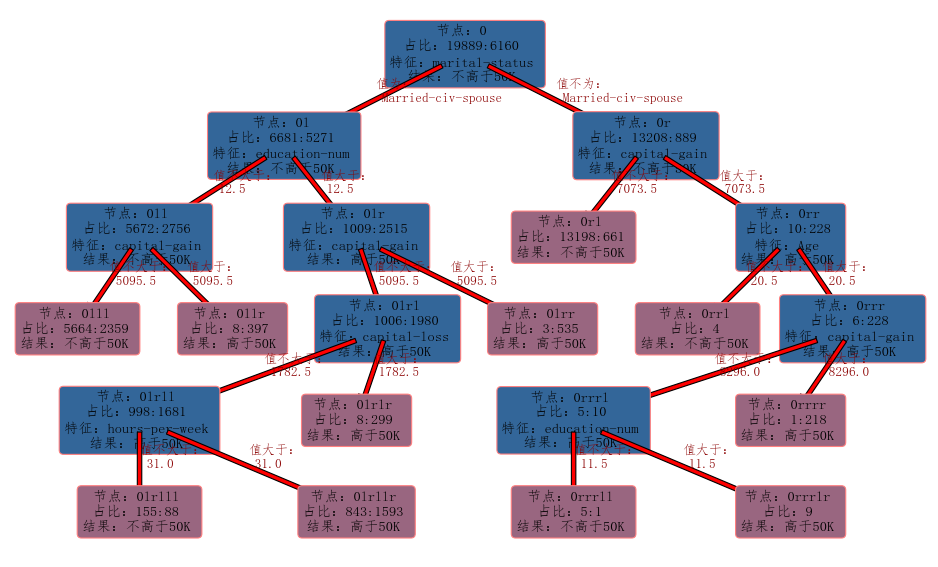 节点：0
占比：19889:6160
特征：marital-status
结果：不高于50K
值为：
Married-civ-spouse
值不为：
Married-civ-spouse
节点：0l
占比：6681:5271
特征：education-num
结果：不高于50K
节点：0r
占比：13208:889
特征：capital-gain
结果：不高于50K
值不大于：
12.5
值大于：
12.5
值不大于：
7073.5
值大于：
7073.5
节点：0ll
占比：5672:2756
特征：capital-gain
结果：不高于50K
节点：0lr
占比：1009:2515
特征：capital-gain
结果：高于50K
节点：0rl
占比：13198:661
结果：不高于50K
节点：0rr
占比：10:228
特征：Age
结果：高于50K
值不大于：
5095.5
值大于：
5095.5
值不大于：
5095.5
值大于：
5095.5
值不大于：
20.5
值大于：
20.5
节点：0lll
占比：5664:2359
结果：不高于50K
节点：0llr
占比：8:397
结果：高于50K
节点：0lrl
占比：1006:1980
特征：capital-loss
结果：高于50K
节点：0lrr
占比：3:535
结果：高于50K
节点：0rrl
占比：4
结果：不高于50K
节点：0rrr
占比：6:228
特征：capital-gain
结果：高于50K
值不大于：
1782.5
值大于：
1782.5
值不大于：
8296.0
值大于：
8296.0
节点：0lrll
占比：998:1681
特征：hours-per-week
结果：高于50K
节点：0lrlr
占比：8:299
结果：高于50K
节点：0rrrl
占比：5:10
特征：education-num
结果：高于50K
节点：0rrrr
占比：1:218
结果：高于50K
值不大于：
31.0
值大于：
31.0
值不大于：
11.5
值大于：
11.5
节点：0lrlll
占比：155:88
结果：不高于50K
节点：0lrllr
占比：843:1593
结果：高于50K
节点：0rrrll
占比：5:1
结果：不高于50K
节点：0rrrlr
占比：9
结果：高于50K